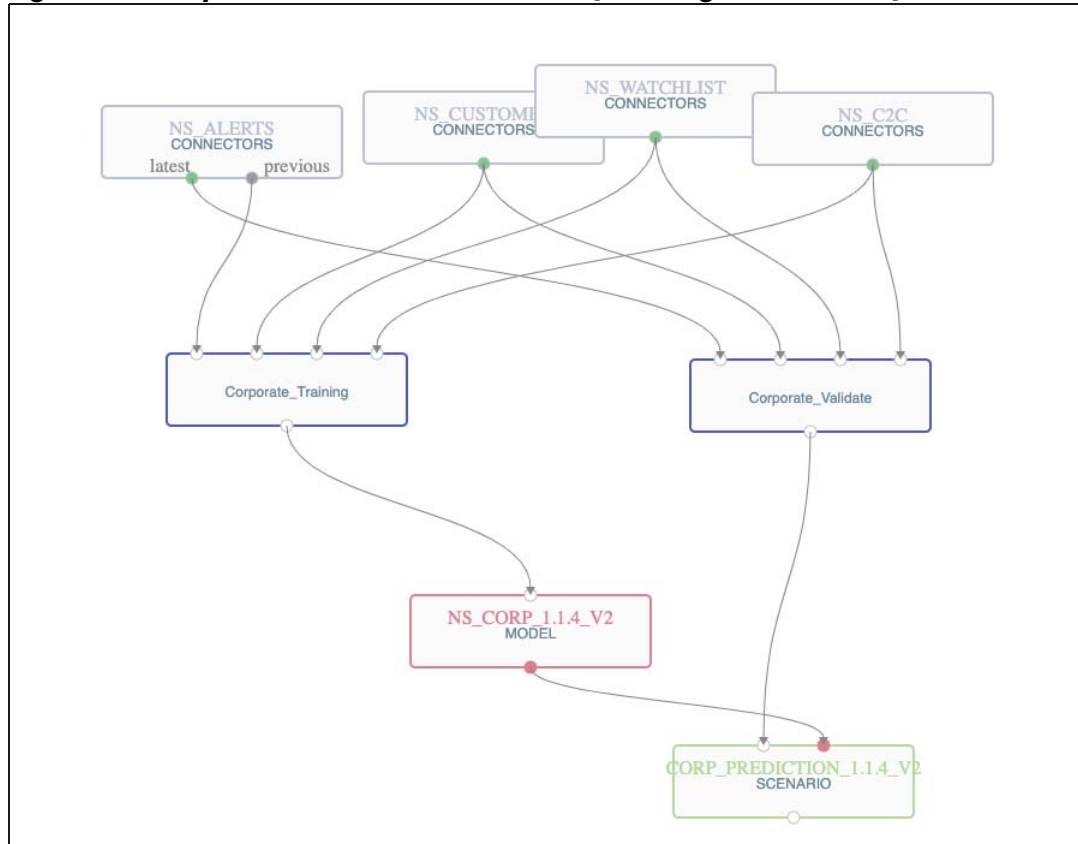 NS_WATCHLIST
CONNECTORS
NS_CUSTOME
CONNECTORS
NS_C2C
CONNECTORS
NS_ALERTS
CONNECTORS
latest
previous
Corporate_Training
Corporate_Validate
NS_CORP_1.1.4_V2
MODEL
CORP_PREDICTION_1.1.4_V2
SCENARIO